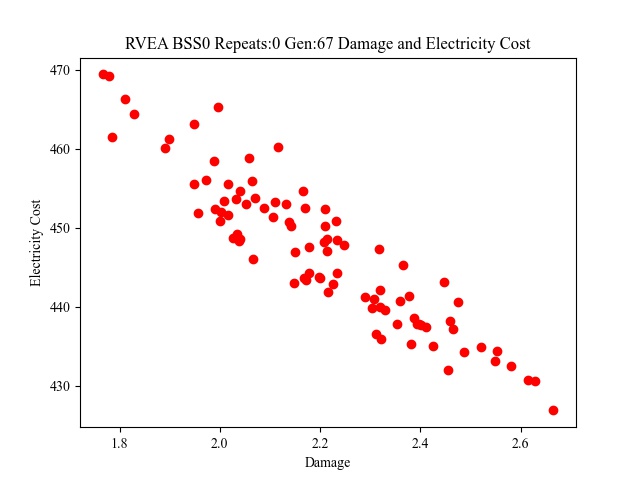 RVEA BSS0 Repeats:0 Gen:67 Damage and Electricity Cost
470
460
450
440
430
Electricity Cost
1.8 2.0 2.2 2.4 2.6
Damage